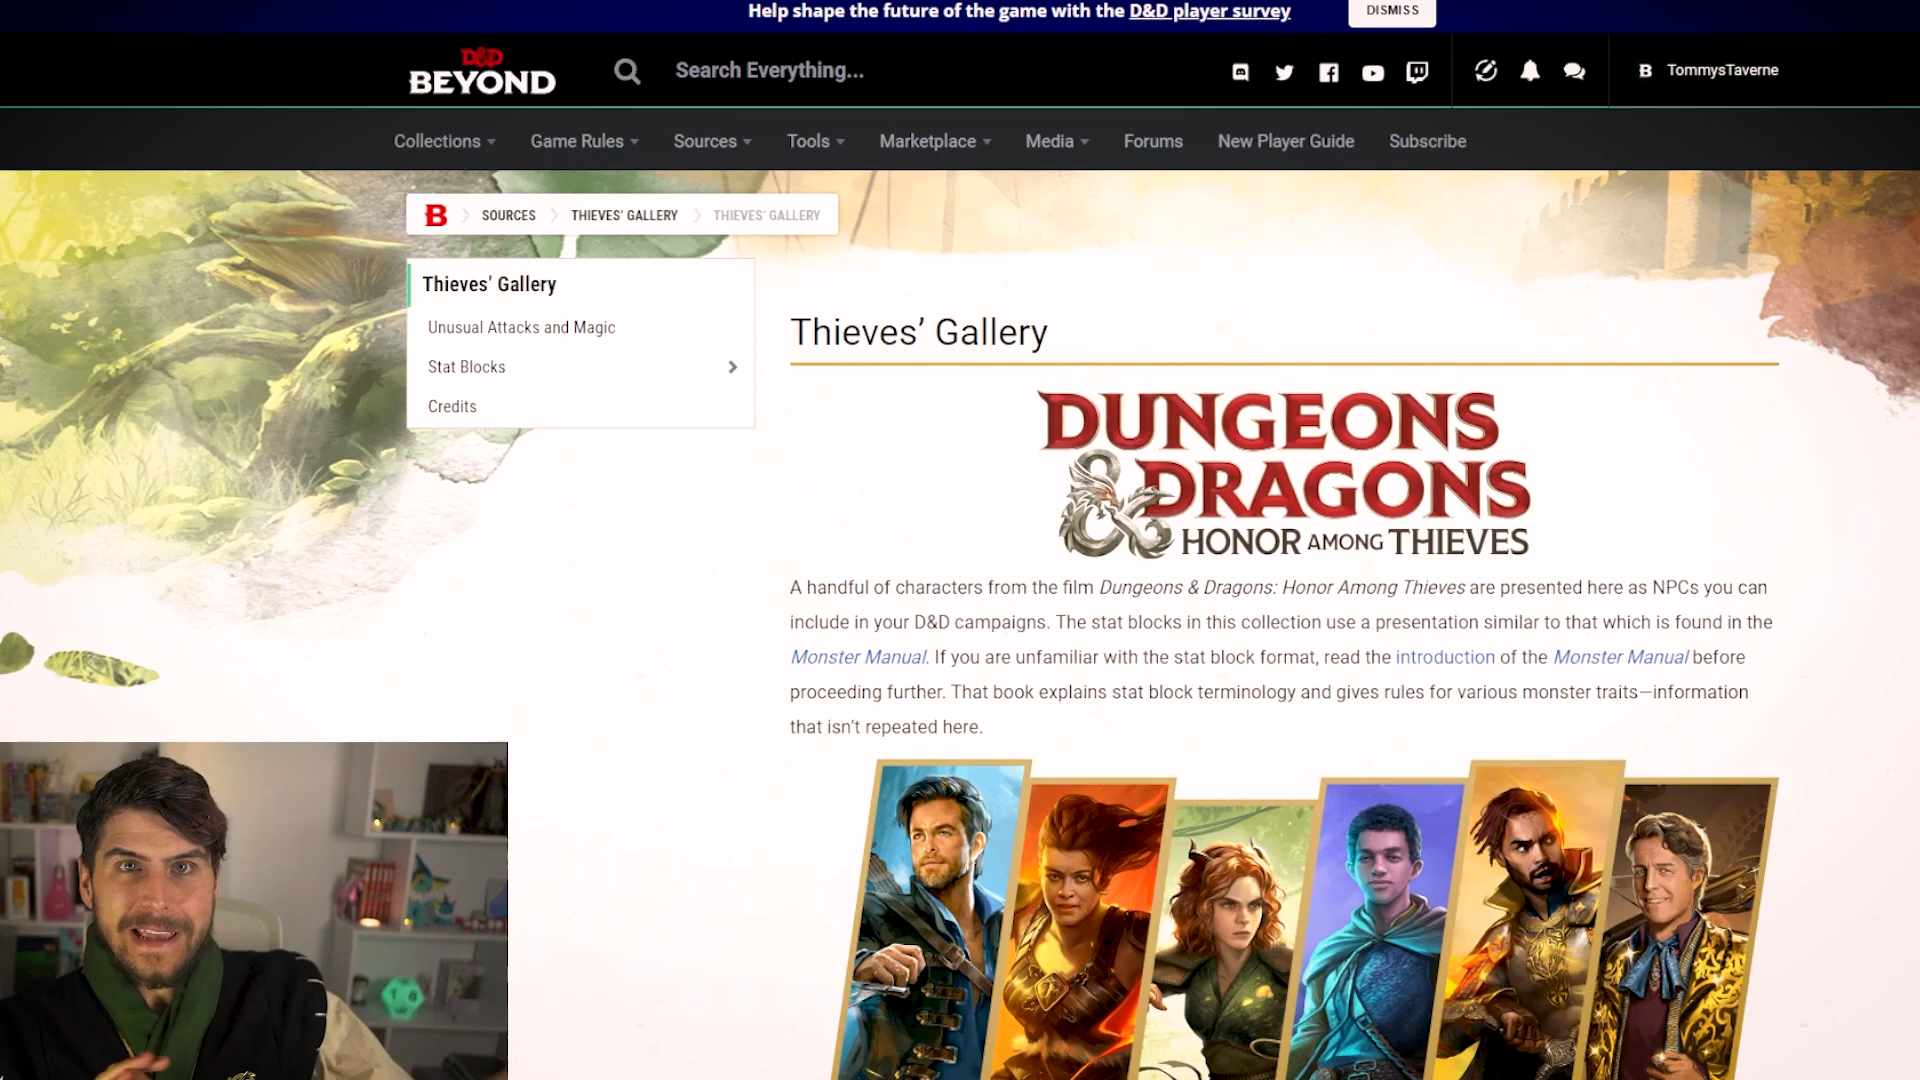 Help shape the future of the game with the D&D player survey
DISMISS
D&D
BEYOND
Search Everything...
TommysTaverne
Collections
Game Rules
Sources
Tools
Marketplace
Media
Forums
New Player Guide
Subscribe
B
SOURCES
THIEVES' GALLERY
THIEVES' GALLERY
Thieves' Gallery
Unusual Attacks and Magic
Stat Blocks
Credits
Thieves' Gallery
DUNGEONS
& DRAGONS
HONOR AMONG THIEVES
A handful of characters from the film Dungeons & Dragons: Honor Among Thieves are presented here as NPCs you can
include in your D&D campaigns. The stat blocks in this collection use a presentation similar to that which is found in the
Monster Manual. If you are unfamiliar with the stat block format, read the introduction of the Monster Manual before
proceeding further. That book explains stat block terminology and gives rules for various monster traits—information
that isn't repeated here.